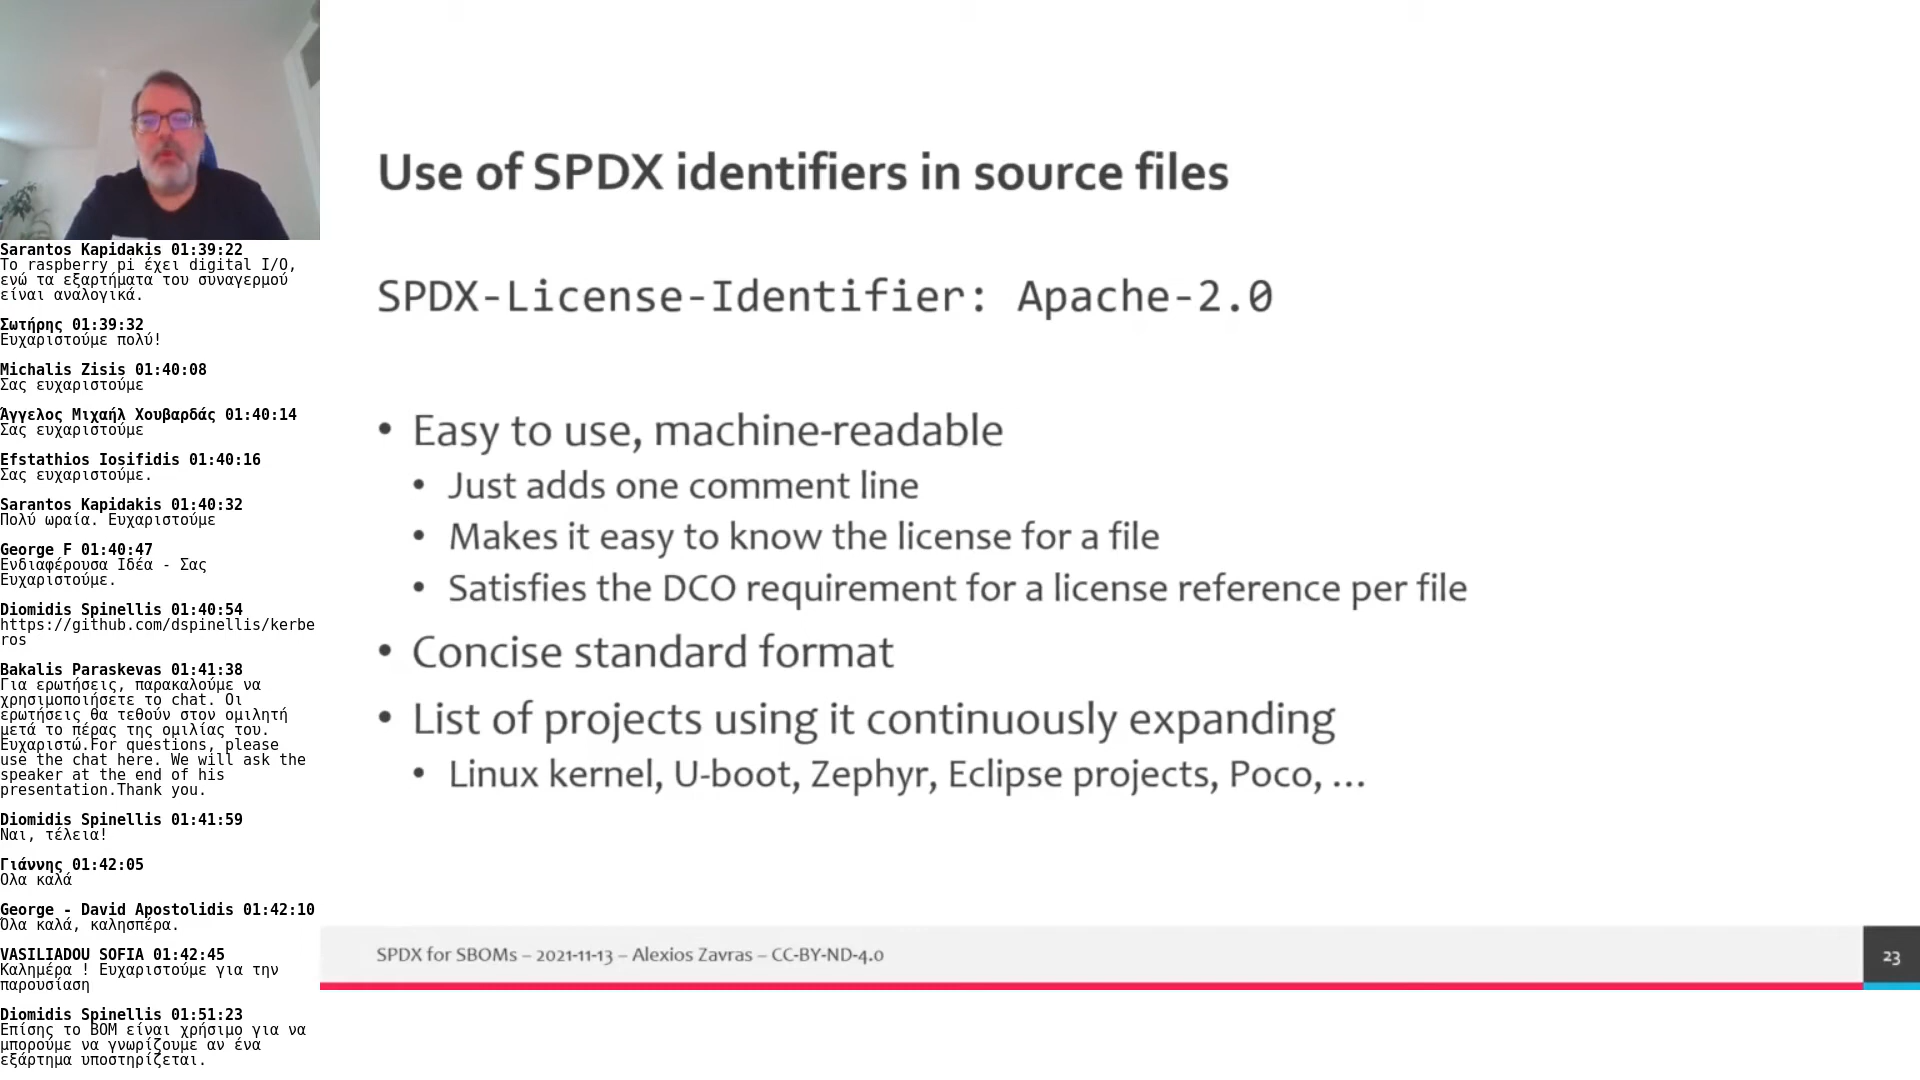 Sarantos Kapidakis 01:39:22
Το raspberry pi έχει digital I/O,
ενώ τα εξαρτήματα του συναγερμού
είναι αναλογικά.
Σωτήρης 01:39:32
Ευχαριστούμε πολύ!
Michalis Zisis 01:40:08
Σας ευχαριστούμε
Άγγελος Μιχαήλ Χουβαρδάς 01:40:14
Σας ευχαριστούμε
Efstathios Iosifidis 01:40:16
Σας ευχαριστούμε.
Sarantos Kapidakis 01:40:32
Πολύ ωραία. Ευχαριστούμε
George F 01:40:47
Ενδιαφέρουσα Ιδέα - Σας
Ευχαριστούμε.
Diomidis Spinellis 01:40:54
https://github.com/dspinellis/kerbe
ros
Bakalis Paraskevas 01:41:38
Για ερωτήσεις, παρακαλούμε να
χρησιμοποιήσετε το chat. Οι
ερωτήσεις θα τεθούν στον ομιλητή
μετά το πέρας της ομιλίας του.
Ευχαριστώ.For questions, please
use the chat here. We will ask the
speaker at the end of his
presentation.Thank you.
Diomidis Spinellis 01:41:59
Ναι, τέλεια!
Γιάννης 01:42:05
Ολα καλά
George - David Apostolidis 01:42:10
Όλα καλά, καλησπέρα.
VASILIADOU SOFIA 01:42:45
Καλημέρα ! Ευχαριστούμε για την
παρουσίαση
Diomidis Spinellis 01:51:23
Επίσης το BOM είναι χρήσιμο για να
μπορούμε να γνωρίζουμε αν ένα
εξάρτημα υποστηρίζεται.
Use of SPDX identifiers in source files
SPDX-License-Identifier: Apache-2.0
• Easy to use, machine-readable
• Just adds one comment line
• Makes it easy to know the license for a file
• Satisfies the DCO requirement for a license reference per file
• Concise standard format
• List of projects using it continuously expanding
• Linux kernel, U-boot, Zephyr, Eclipse projects, Poco, …
SPDX for SBOMs – 2021-11-13 – Alexios Zavras – CC-BY-ND-4.0
23